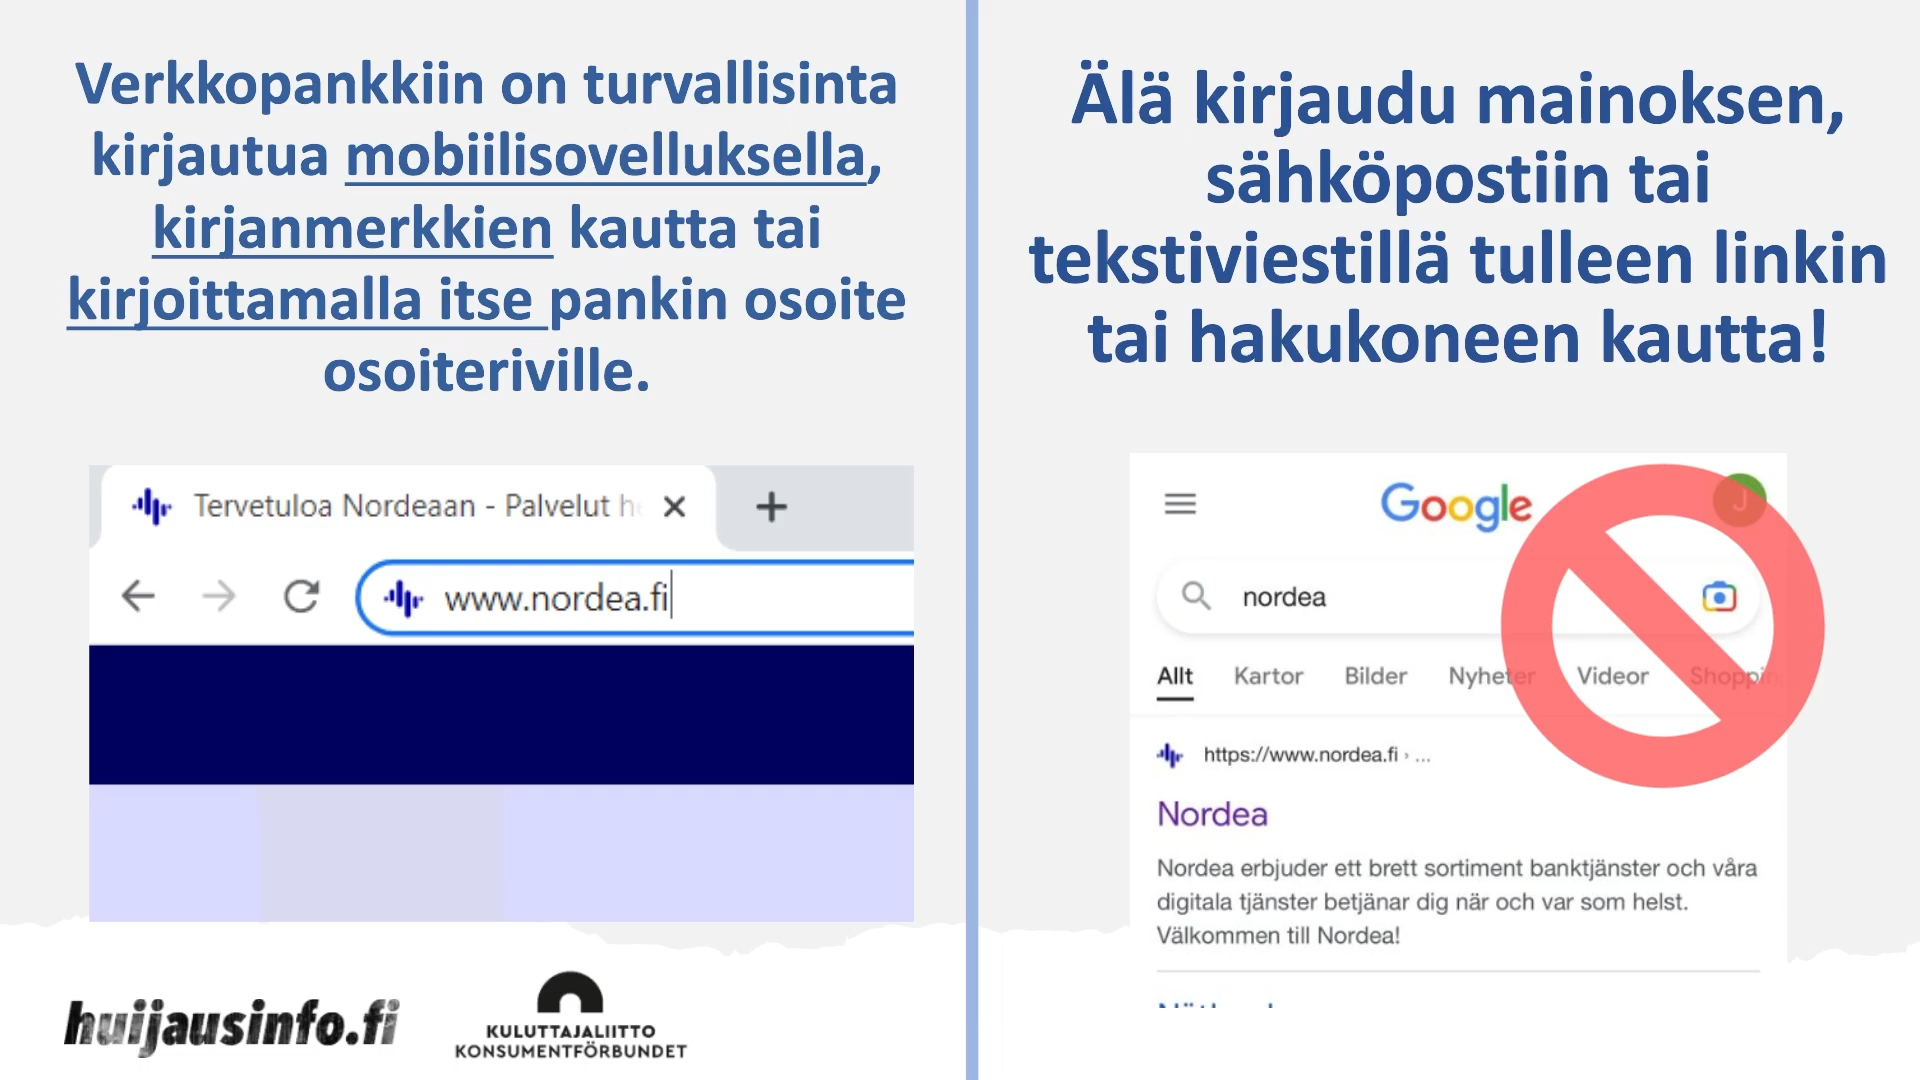 Verkkopankkiin on turvallisinta
kirjautua mobiilisovelluksella,
kirjanmerkkien kautta tai
kirjoittamalla itse pankin osoite
osoiteriville.
Tervetuloa Nordeaan - Palvelut h
www.nordea.fi
huijausinfo.fi
KULUTTAJALIITTO
KONSUMENTFÖRBUNDET
Älä kirjaudu mainoksen,
sähköpostiin tai
tekstiviestillä tulleen linkin
tai hakukoneen kautta!
Google
J
nordea
Allt Kartor Bilder Nyheter Videor Shoppin
https://www.nordea.fi › ...
Nordea
Nordea erbjuder ett brett sortiment banktjänster och våra
digitala tjänster betjänar dig när och var som helst.
Välkommen till Nordea!